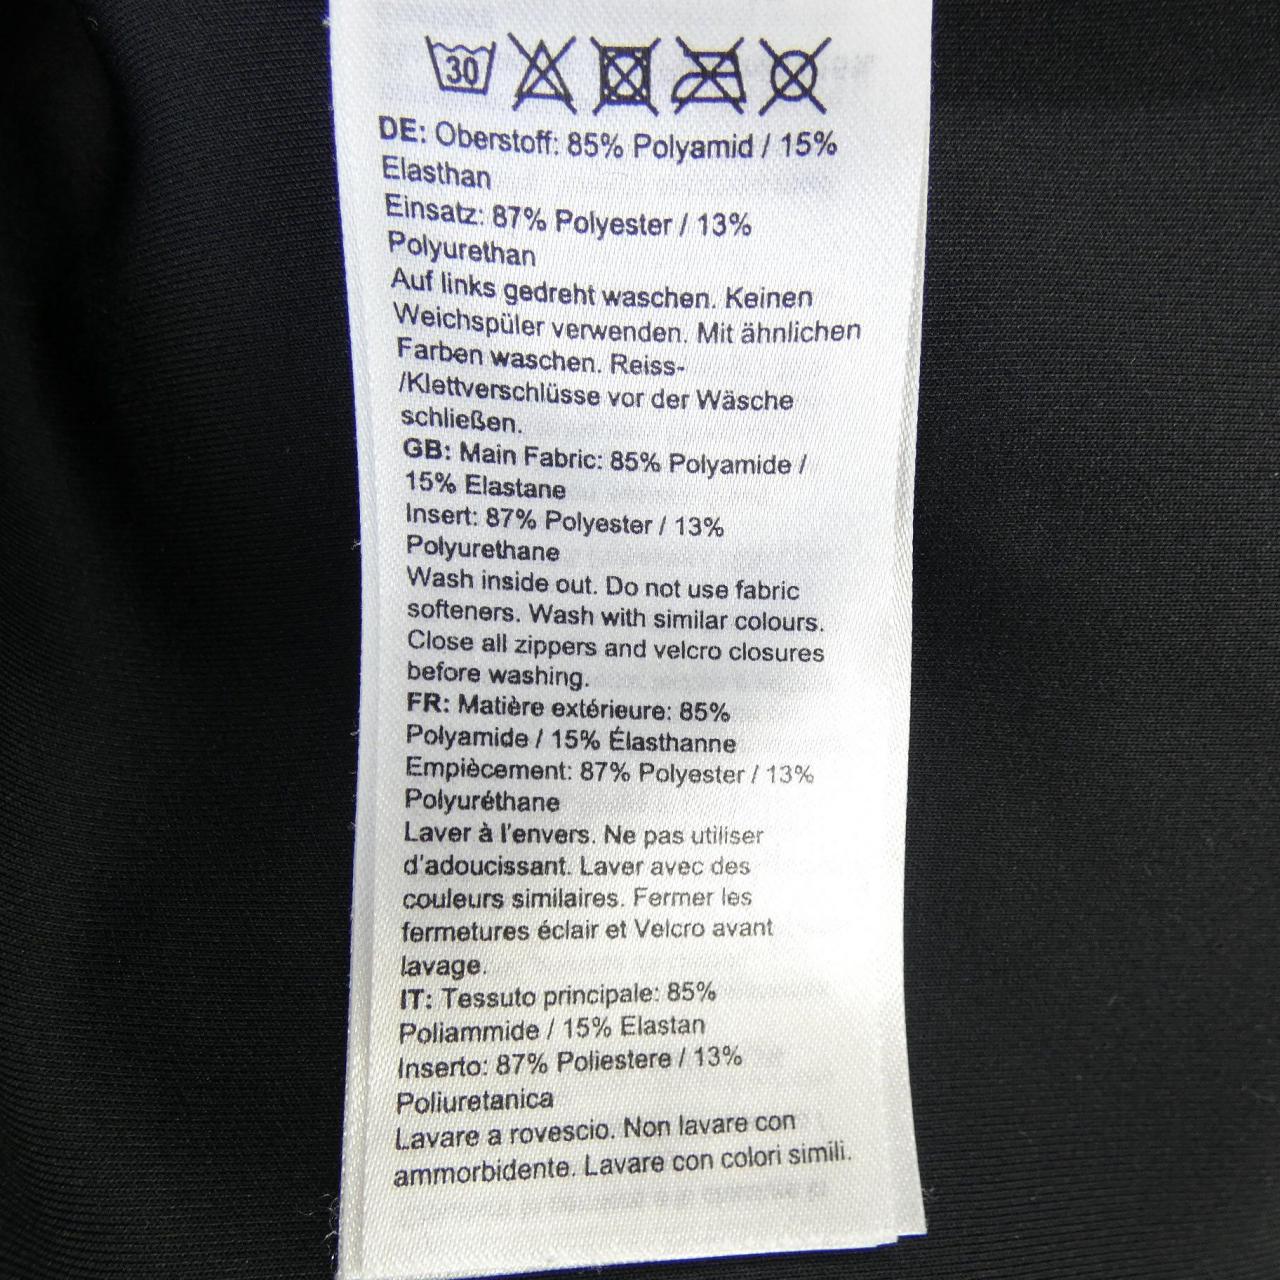 30
DE: Oberstoff: 85% Polyamid / 15%
Elasthan
Einsatz: 87% Polyester / 13%
Polyurethan
Auf links gedreht waschen. Keinen
Weichspüler verwenden. Mit ähnlichen
Farben waschen. Reiss-
/Klettverschlüsse vor der Wäsche
schließen.
GB: Main Fabric: 85% Polyamide /
15% Elastane
Insert: 87% Polyester / 13%
Polyurethane
Wash inside out. Do not use fabric
softeners. Wash with similar colours.
Close all zippers and velcro closures
before washing.
FR: Matière extérieure: 85%
Polyamide / 15% Élasthanne
Empiècement: 87% Polyester / 13%
Polyuréthane
Laver à l'envers. Ne pas utiliser
d'adoucissant. Laver avec des
couleurs similaires. Fermer les
fermetures éclair et Velcro avant
lavage.
IT: Tessuto principale: 85%
Poliammide / 15% Elastan
Inserto: 87% Poliestere / 13%
Poliuretanica
Lavare a rovescio. Non lavare con
ammorbidente. Lavare con colori simili.